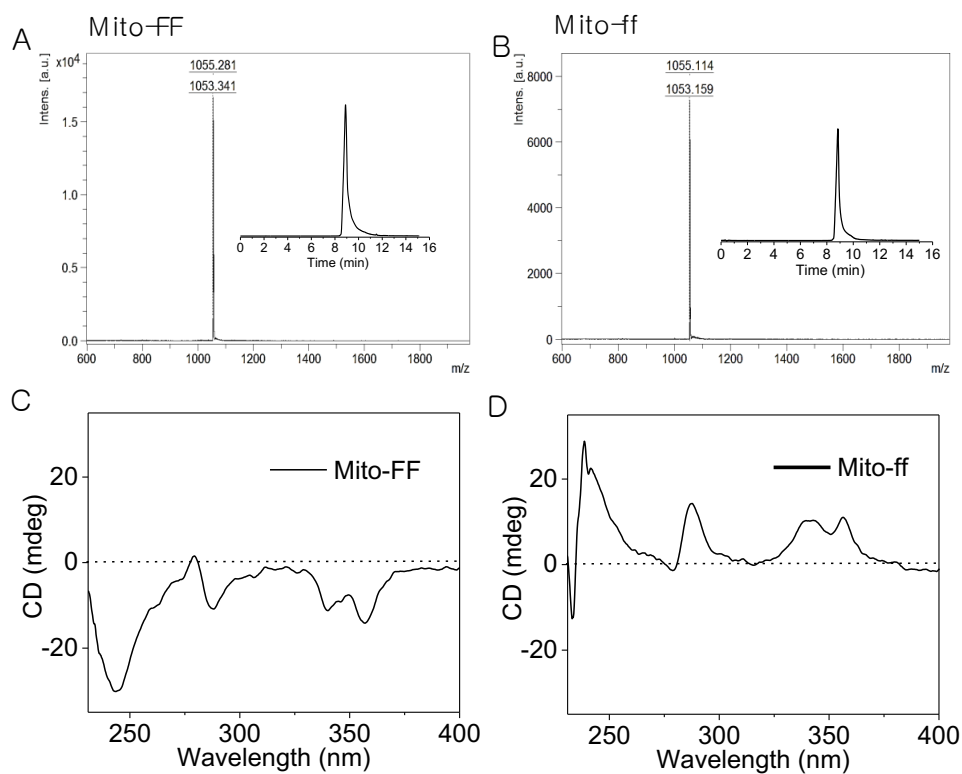 Mito-FF
A
Intens. [a.u.]
x10⁴
1055.281
1053.341
1.5
1.0
0.5
0.0
600 800 1000 1200 1400 1600 1800
m/z
0 2 4 6 8 10 12 14 16
Time (min)
Mito-ff
B
Intens. [a.u.]
1055.114
1053.159
8000
6000
4000
2000
0
600 800 1000 1200 1400 1600 1800
m/z
0 2 4 6 8 10 12 14 16
Time (min)
C
CD (mdeg)
20
0
-20
Mito-FF
250 300 350 400
Wavelength (nm)
D
CD (mdeg)
20
0
-20
Mito-ff
250 300 350 400
Wavelength (nm)